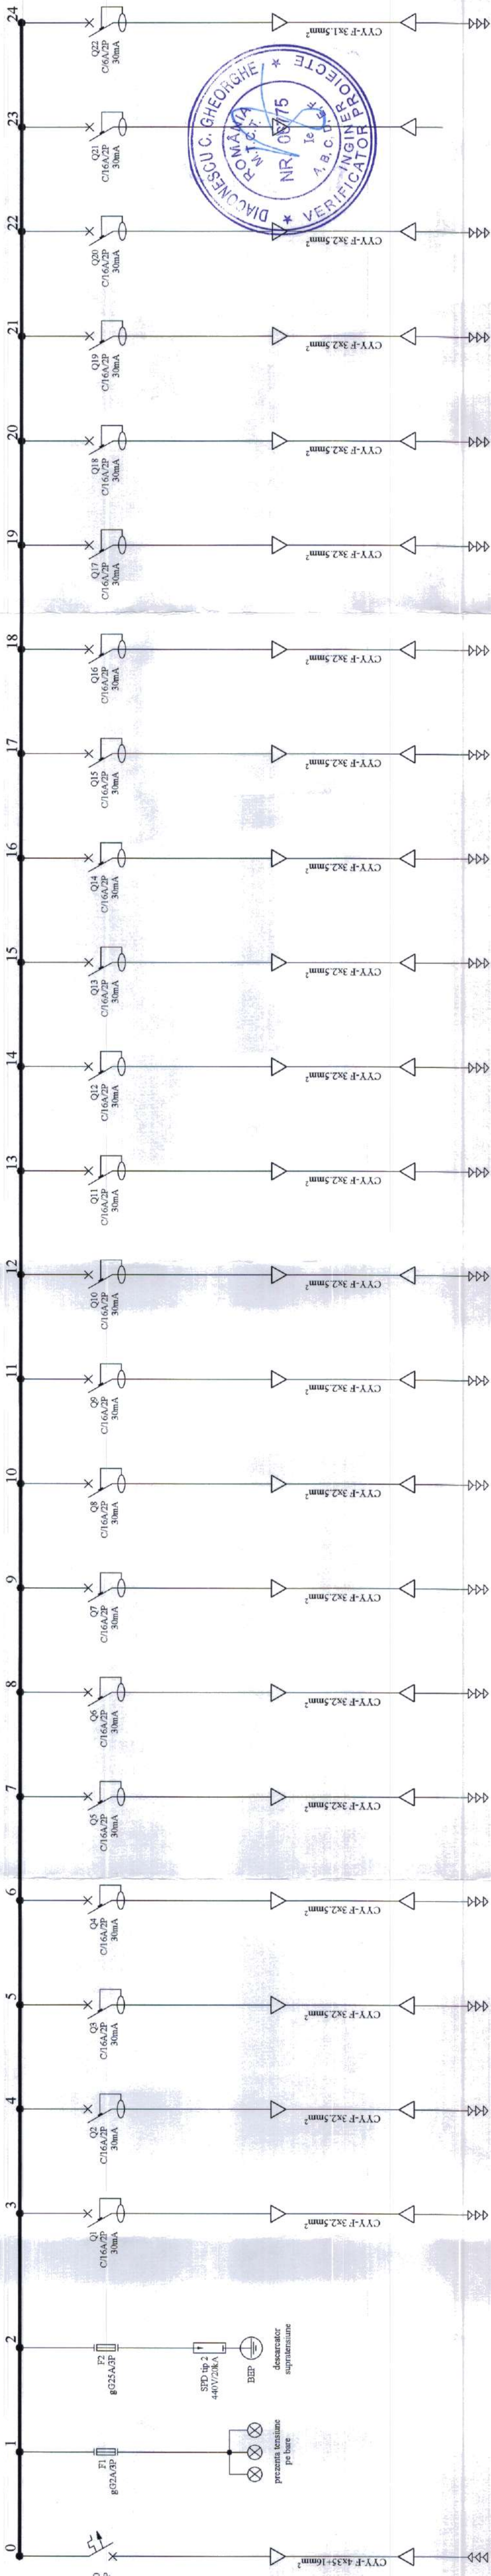 24
Q22
C/6A/2P
30mA
CYY-F 3x1.5mm²
23
Q21
C/16A/2P
30mA
DIACONESCU C. GHEORGHE
ROMÂNIA
M.T.C.T.
Ie
A, B, C, D, E, F
INGINER
VERIFICATOR PROIECTE
22
Q20
C/16A/2P
30mA
CYY-F 3x2.5mm²
21
Q19
C/16A/2P
30mA
CYY-F 3x2.5mm²
20
Q18
C/16A/2P
30mA
CYY-F 3x2.5mm²
19
Q17
C/16A/2P
30mA
CYY-F 3x2.5mm²
18
Q16
C/16A/2P
30mA
CYY-F 3x2.5mm²
17
Q15
C/16A/2P
30mA
CYY-F 3x2.5mm²
16
Q14
C/16A/2P
30mA
CYY-F 3x2.5mm²
15
Q13
C/16A/2P
30mA
CYY-F 3x2.5mm²
14
Q12
C/16A/2P
30mA
CYY-F 3x2.5mm²
13
Q11
C/16A/2P
30mA
CYY-F 3x2.5mm²
12
Q10
C/16A/2P
30mA
CYY-F 3x2.5mm²
11
Q9
C/16A/2P
30mA
CYY-F 3x2.5mm²
10
Q8
C/16A/2P
30mA
CYY-F 3x2.5mm²
9
Q7
C/16A/2P
30mA
CYY-F 3x2.5mm²
8
Q6
C/16A/2P
30mA
CYY-F 3x2.5mm²
7
Q5
C/16A/2P
30mA
CYY-F 3x2.5mm²
6
Q4
C/16A/2P
30mA
CYY-F 3x2.5mm²
5
Q3
C/16A/2P
30mA
CYY-F 3x2.5mm²
4
Q2
C/16A/2P
30mA
CYY-F 3x2.5mm²
3
Q1
C/16A/2P
30mA
CYY-F 3x2.5mm²
2
F2
gG25A/3P
SPD tip 2
440V/20kA
BEP
descarcator
supratensiune
1
F1
gG2A/3P
prezenta tensiune
pe bare
0
CYY-F 4x35+16mm²